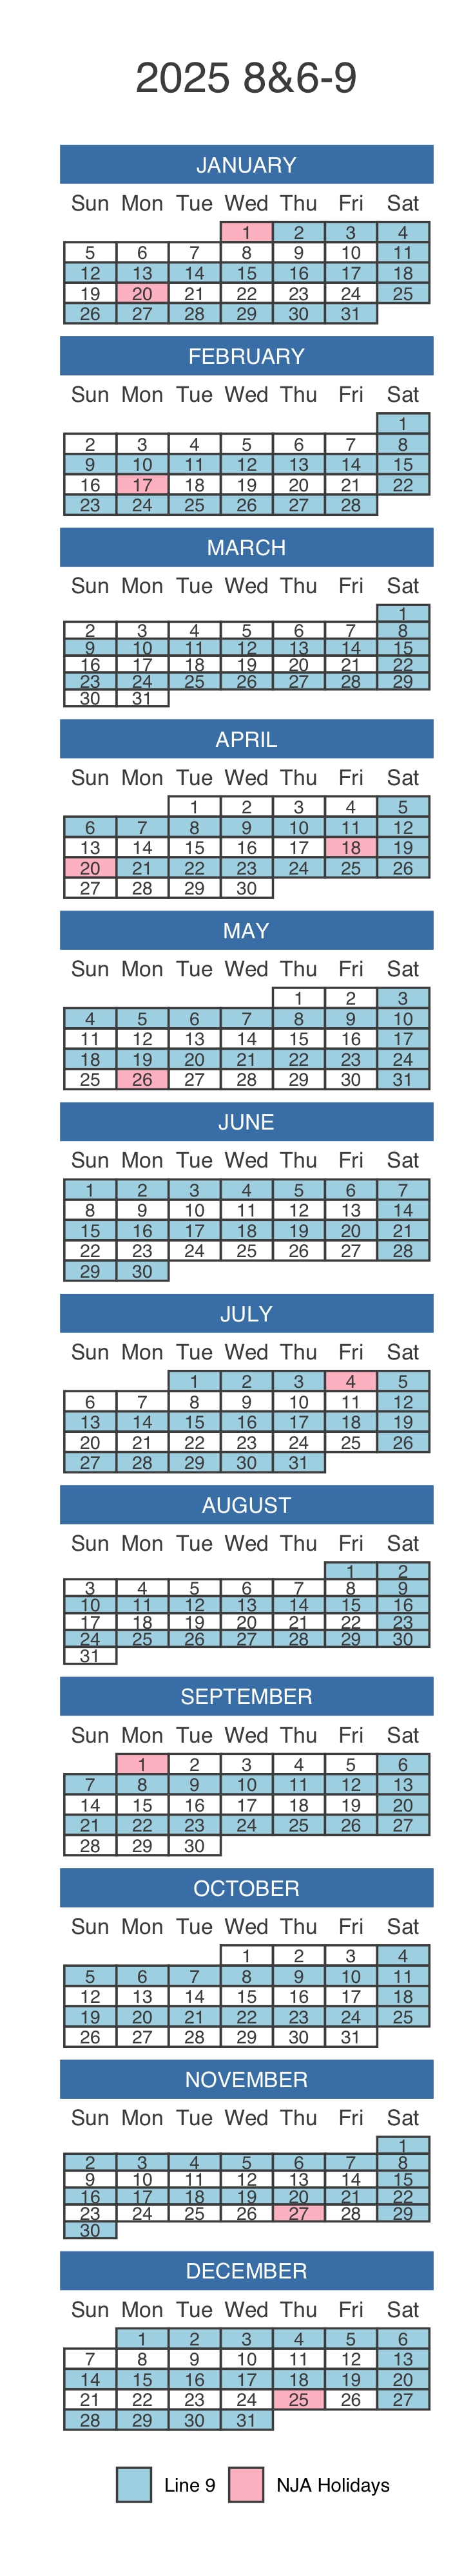 2025 8&6-9
JANUARY
Sun Mon Tue Wed Thu Fri Sat
1 2 3 4
5 6 7 8 9 10 11
12 13 14 15 16 17 18
19 20 21 22 23 24 25
26 27 28 29 30 31
FEBRUARY
Sun Mon Tue Wed Thu Fri Sat
1
2 3 4 5 6 7 8
9 10 11 12 13 14 15
16 17 18 19 20 21 22
23 24 25 26 27 28
MARCH
Sun Mon Tue Wed Thu Fri Sat
1
2 3 4 5 6 7 8
9 10 11 12 13 14 15
16 17 18 19 20 21 22
23 24 25 26 27 28 29
30 31
APRIL
Sun Mon Tue Wed Thu Fri Sat
1 2 3 4 5
6 7 8 9 10 11 12
13 14 15 16 17 18 19
20 21 22 23 24 25 26
27 28 29 30
MAY
Sun Mon Tue Wed Thu Fri Sat
1 2 3
4 5 6 7 8 9 10
11 12 13 14 15 16 17
18 19 20 21 22 23 24
25 26 27 28 29 30 31
JUNE
Sun Mon Tue Wed Thu Fri Sat
1 2 3 4 5 6 7
8 9 10 11 12 13 14
15 16 17 18 19 20 21
22 23 24 25 26 27 28
29 30
JULY
Sun Mon Tue Wed Thu Fri Sat
1 2 3 4 5
6 7 8 9 10 11 12
13 14 15 16 17 18 19
20 21 22 23 24 25 26
27 28 29 30 31
AUGUST
Sun Mon Tue Wed Thu Fri Sat
1 2
3 4 5 6 7 8 9
10 11 12 13 14 15 16
17 18 19 20 21 22 23
24 25 26 27 28 29 30
31
SEPTEMBER
Sun Mon Tue Wed Thu Fri Sat
1 2 3 4 5 6
7 8 9 10 11 12 13
14 15 16 17 18 19 20
21 22 23 24 25 26 27
28 29 30
OCTOBER
Sun Mon Tue Wed Thu Fri Sat
1 2 3 4
5 6 7 8 9 10 11
12 13 14 15 16 17 18
19 20 21 22 23 24 25
26 27 28 29 30 31
NOVEMBER
Sun Mon Tue Wed Thu Fri Sat
1
2 3 4 5 6 7 8
9 10 11 12 13 14 15
16 17 18 19 20 21 22
23 24 25 26 27 28 29
30
DECEMBER
Sun Mon Tue Wed Thu Fri Sat
1 2 3 4 5 6
7 8 9 10 11 12 13
14 15 16 17 18 19 20
21 22 23 24 25 26 27
28 29 30 31
Line 9 NJA Holidays